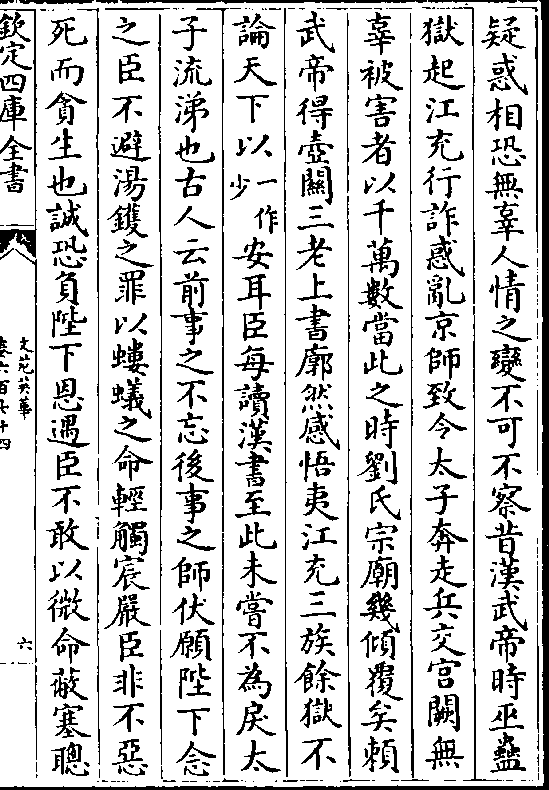 疑惑相恐無辜人情之變不可不察昔漢武帝時巫蠱
獄起江充行詐惑亂京師致令太子奔走兵交宮闕無
辜被害者以千萬數當此之時劉氏宗廟幾傾覆矣賴
武帝得壺關三老上書廓然感悟夷江充三族餘獄不
論天下以一作少安耳臣每讀漢書至此未嘗不為戾太
子流涕也古人云前事之不忘後事之師伏願陛下念
之臣不避湯鑊之罪以螻蟻之命輕觸宸嚴臣非不惡
死而貪生也誠恐負陛下恩遇臣不敢以微命蔽塞聰
欽定四庫全書
文苑英華
卷六百七十四
六